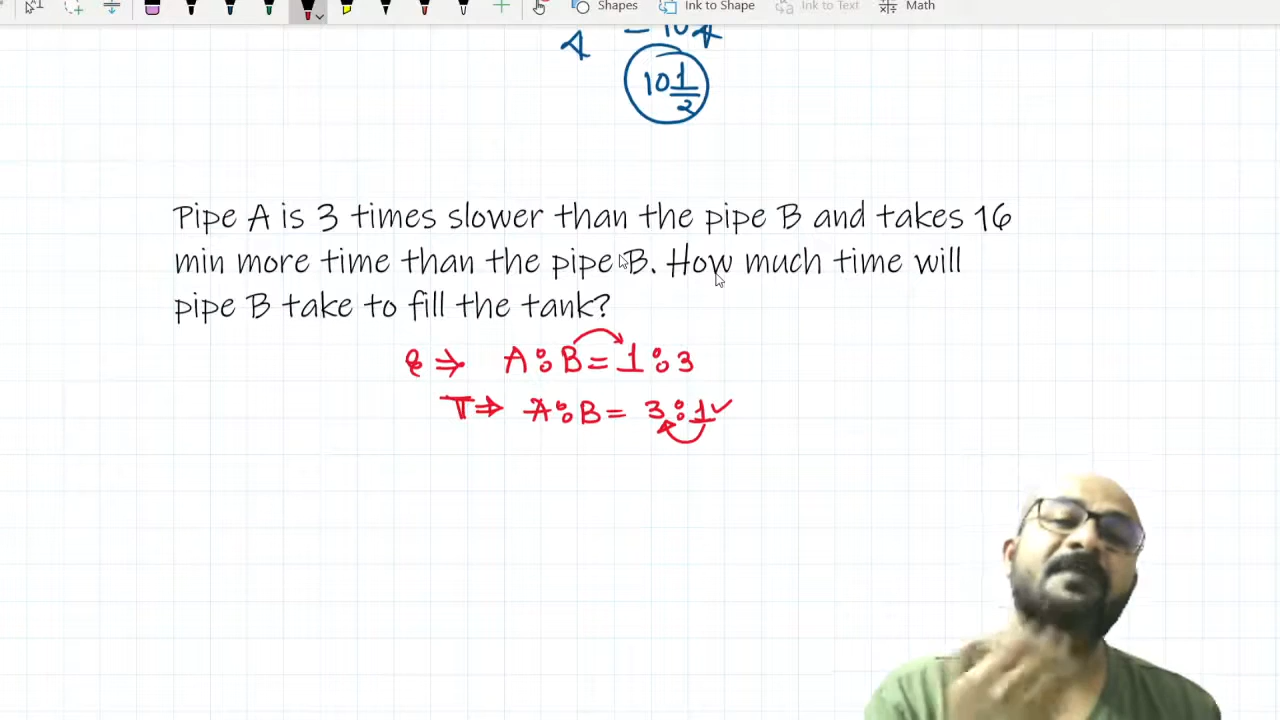 Shapes Ink to Shape Ink to Text Math
10 1/2
Pipe A is 3 times slower than the pipe B and takes 16
min more time than the pipe B. How much time will
pipe B take to fill the tank?
⇒ A : B = 1 : 3
T ⇒ A : B = 3 : 1 ✓